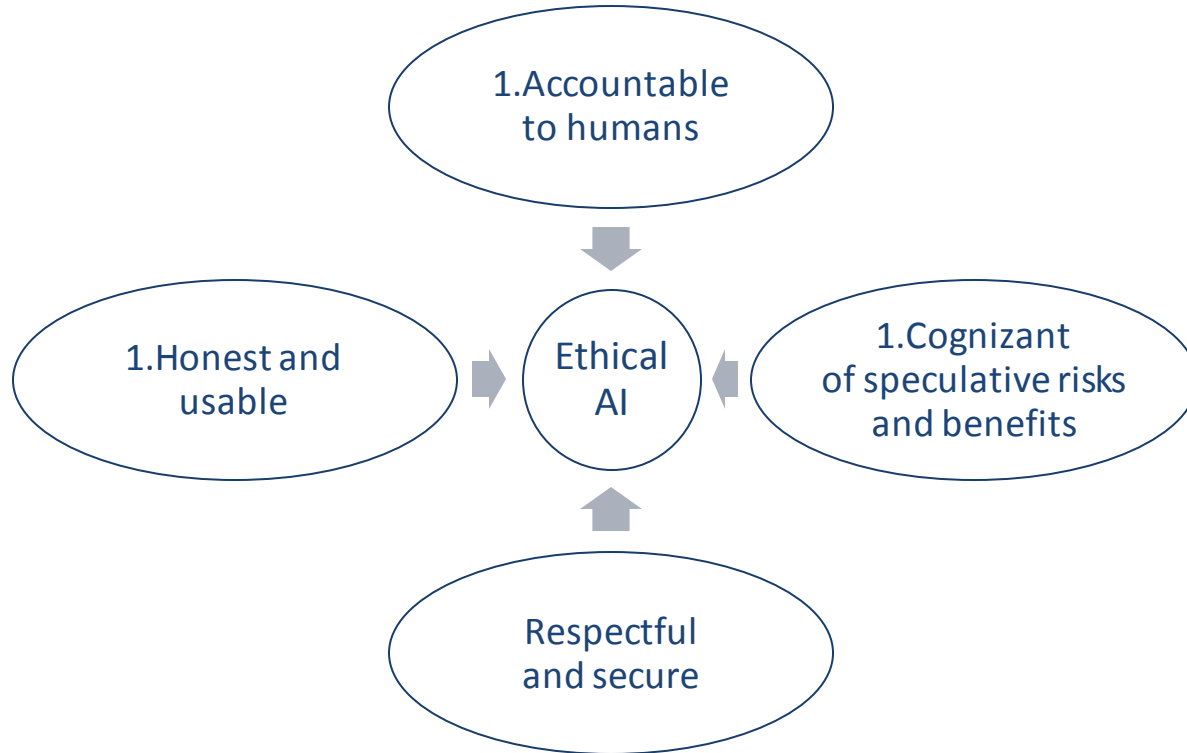 1.Accountable
to humans
1.Honest and
usable
Ethical
AI
1.Cognizant
of speculative risks
and benefits
Respectful
and secure